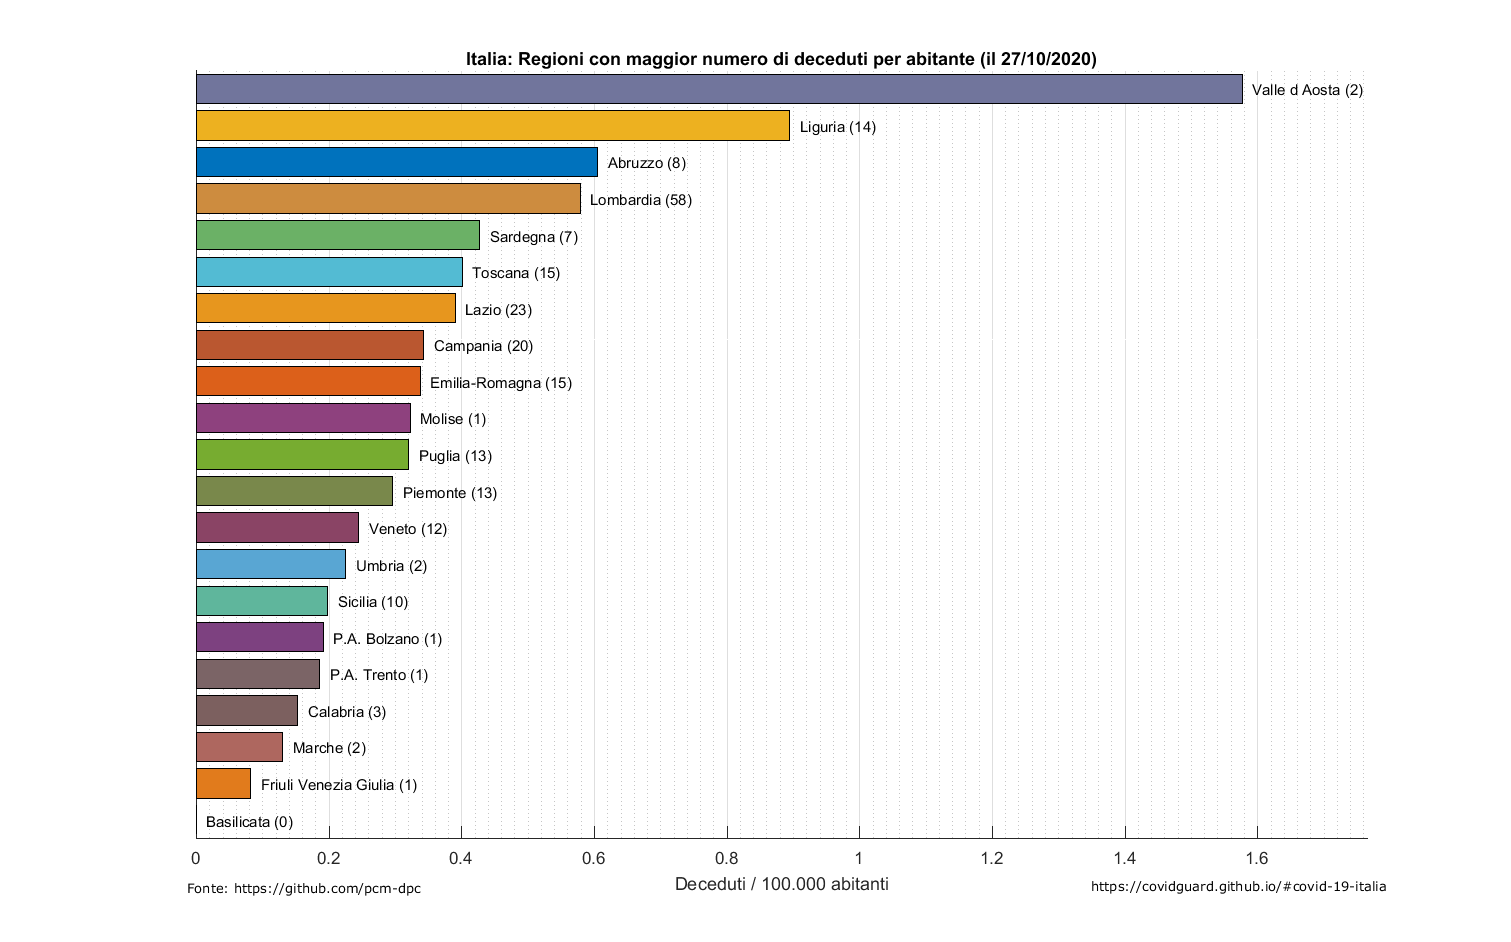 Italia: Regioni con maggior numero di deceduti per abitante (il 27/10/2020)
Valle d Aosta (2)
Liguria (14)
Abruzzo (8)
Lombardia (58)
Sardegna (7)
Toscana (15)
Lazio (23)
Campania (20)
Emilia-Romagna (15)
Molise (1)
Puglia (13)
Piemonte (13)
Veneto (12)
Umbria (2)
Sicilia (10)
P.A. Bolzano (1)
P.A. Trento (1)
Calabria (3)
Marche (2)
Friuli Venezia Giulia (1)
Basilicata (0)
0 0.2 0.4 0.6 0.8 1 1.2 1.4 1.6
Deceduti / 100.000 abitanti
Fonte: https://github.com/pcm-dpc
https://covidguard.github.io/#covid-19-italia